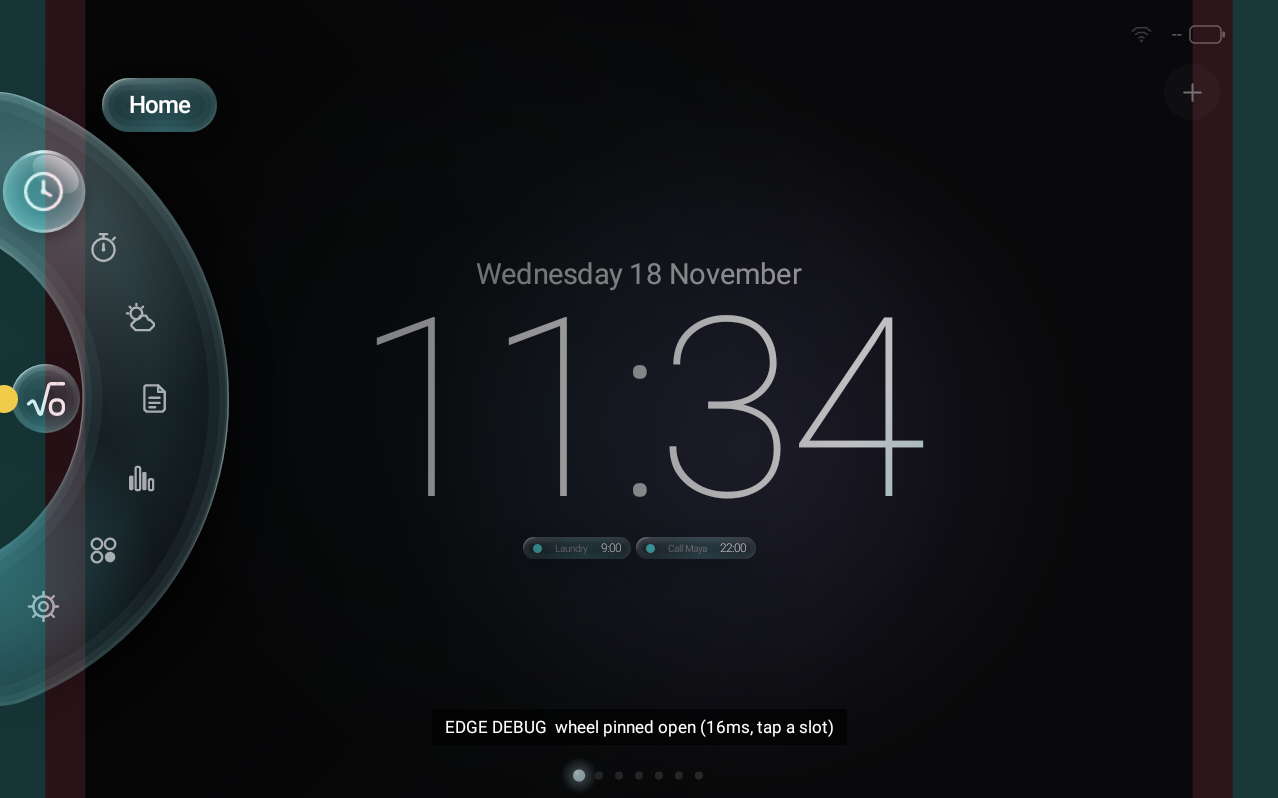 --
Home
Wednesday 18 November
11:34
Laundry 9:00 Call Maya 22:00
EDGE DEBUG wheel pinned open (16ms, tap a slot)